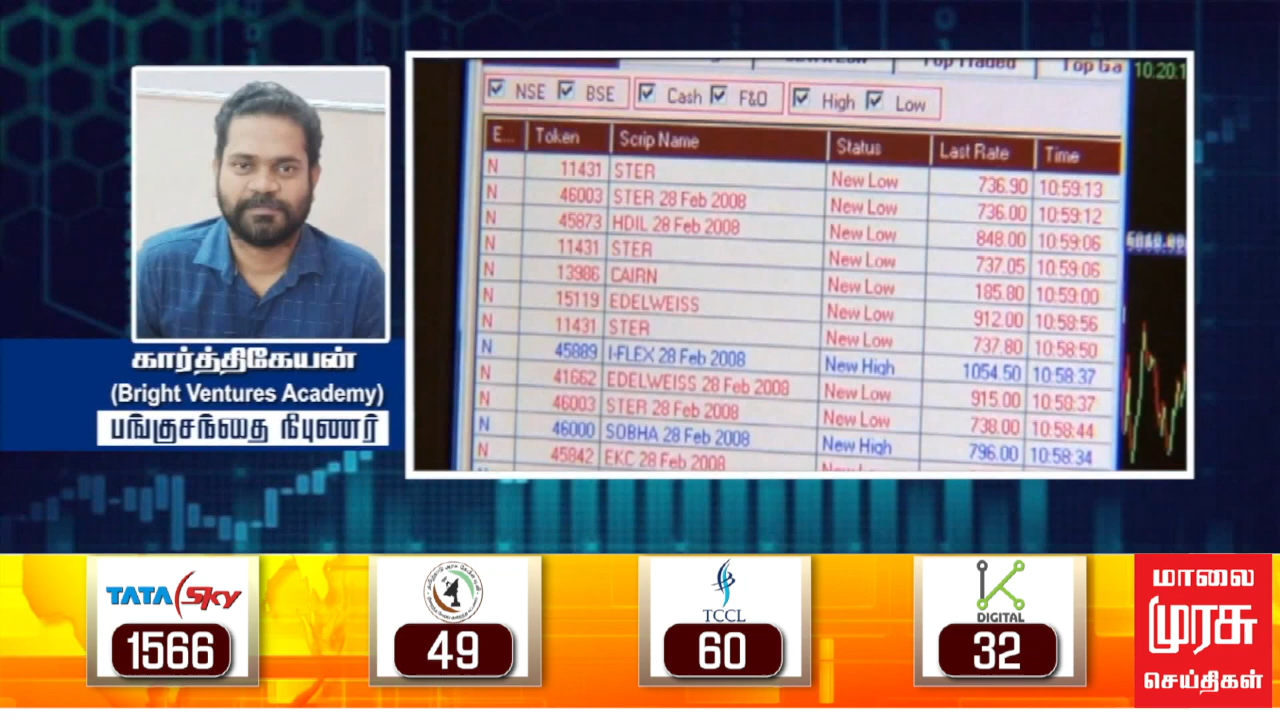 கார்த்திகேயன்
(Bright Ventures Academy)
பங்குசந்தை நிபுணர்
Top Traded Top Ga 10:20:1
NSE BSE Cash F&O High Low
E... Token Scrip Name Status Last Rate Time
N 11431 STER New Low 736.90 10:59:13
N 46003 STER 28 Feb 2008 New Low 736.00 10:59:12
N 45873 HDIL 28 Feb 2008 New Low 848.00 10:59:06
N 11431 STER New Low 737.05 10:59:06
N 13986 CAIRN New Low 185.80 10:59:00
N 15119 EDELWEISS New Low 912.00 10:58:56
N 11431 STER New Low 737.80 10:58:50
N 45889 I-FLEX 28 Feb 2008 New High 1054.50 10:58:37
N 41662 EDELWEISS 28 Feb 2008 New Low 915.00 10:58:37
N 46003 STER 28 Feb 2008 New Low 738.00 10:58:44
N 46000 SOBHA 28 Feb 2008 New High 796.00 10:58:34
N 45842 EKC 28 Feb 2008
TATA Sky
1566
49
TCCL
60
DIGITAL
32
மாலை
முரசு
செய்திகள்